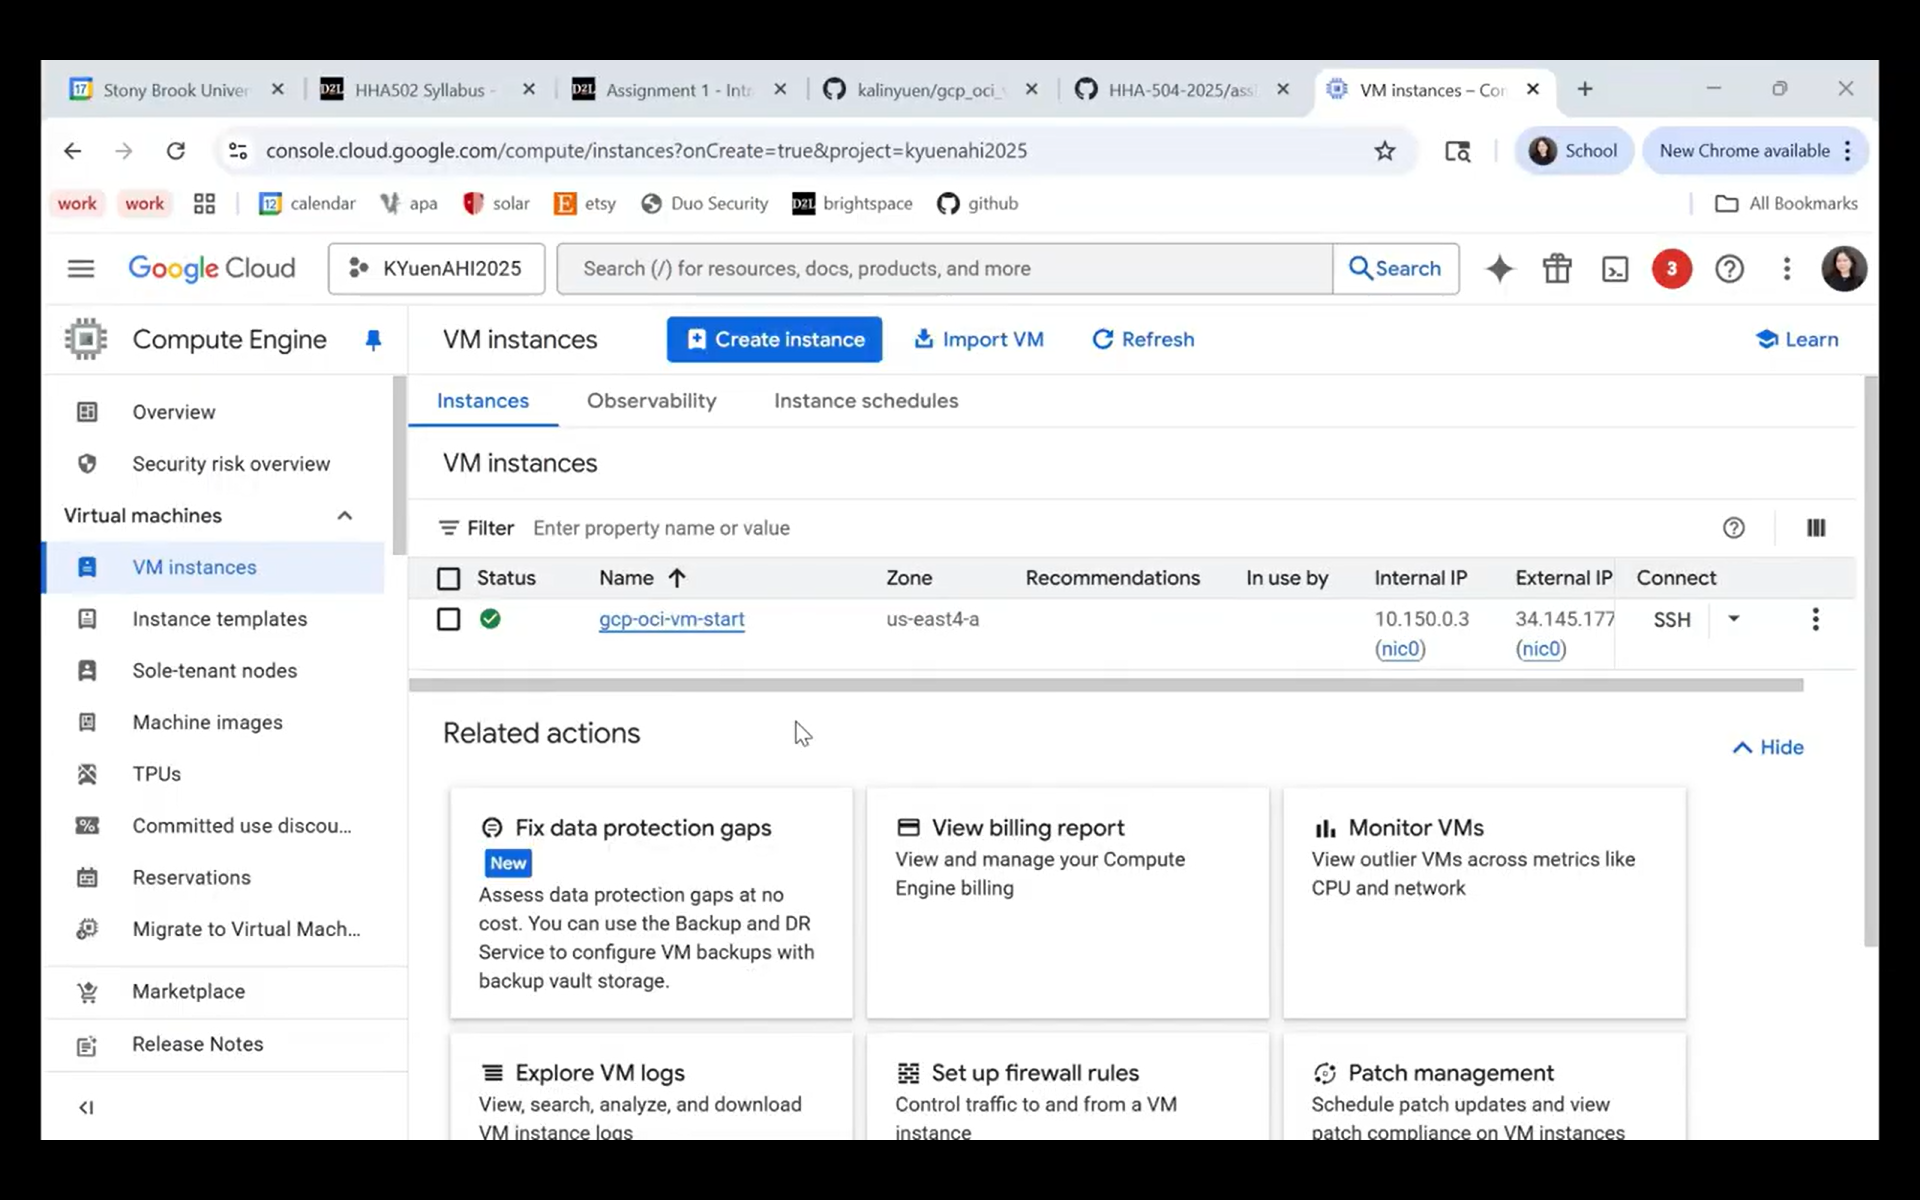 Stony Brook Univer
HHA502 Syllabus -
Assignment 1 - Intr
kalinyuen/gcp_oci_
HHA-504-2025/ass
VM instances – Con
console.cloud.google.com/compute/instances?onCreate=true&project=kyuenahi2025
School
New Chrome available
work
work
calendar
apa
solar
etsy
Duo Security
brightspace
github
All Bookmarks
Google Cloud
KYuenAHI2025
Search (/) for resources, docs, products, and more
Search
3
Compute Engine
VM instances
Create instance
Import VM
Refresh
Learn
Overview
Security risk overview
Virtual machines
VM instances
Instance templates
Sole-tenant nodes
Machine images
TPUs
Committed use discou...
Reservations
Migrate to Virtual Mach...
Marketplace
Release Notes
Instances
Observability
Instance schedules
VM instances
Filter Enter property name or value
Status Name Zone Recommendations In use by Internal IP External IP Connect
gcp-oci-vm-start us-east4-a 10.150.0.3 34.145.177 SSH
(nic0) (nic0)
Related actions
Hide
Fix data protection gaps
New
Assess data protection gaps at no
cost. You can use the Backup and DR
Service to configure VM backups with
backup vault storage.
View billing report
View and manage your Compute
Engine billing
Monitor VMs
View outlier VMs across metrics like
CPU and network
Explore VM logs
View, search, analyze, and download
VM instance logs
Set up firewall rules
Control traffic to and from a VM
instance
Patch management
Schedule patch updates and view
patch compliance on VM instances